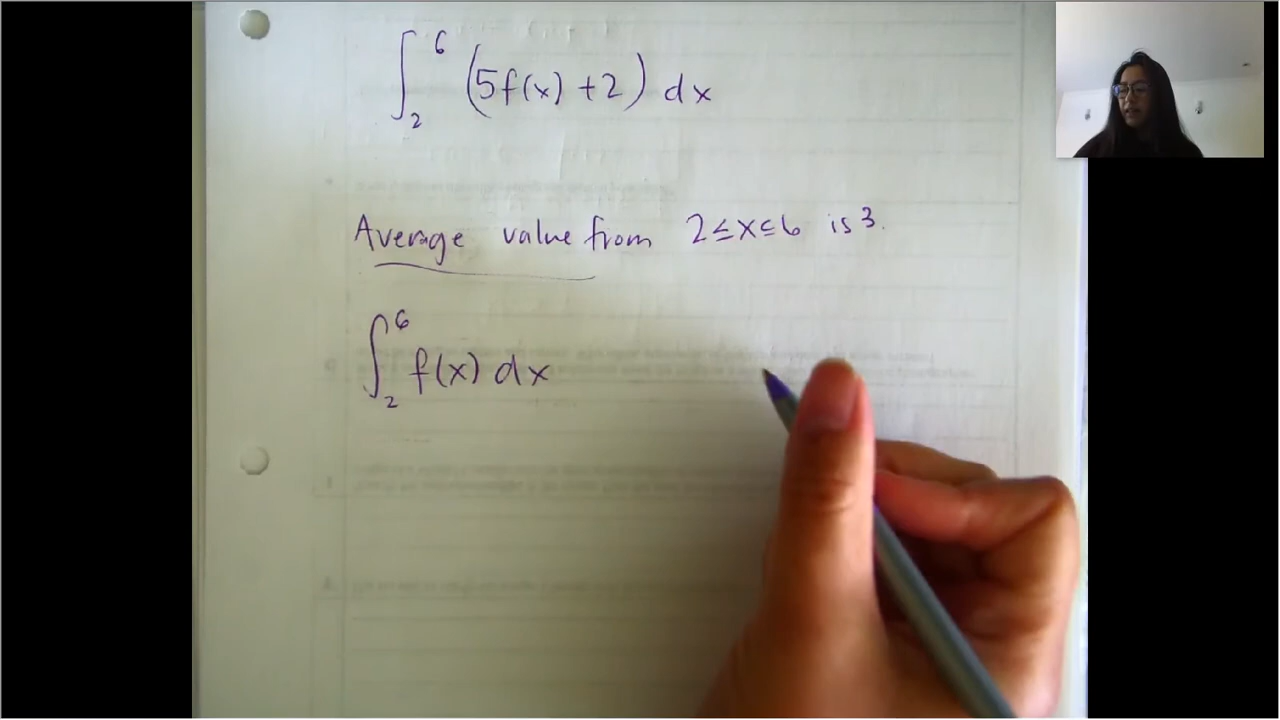 ∫₂⁶ (5f(x) + 2) dx
Average value from 2≤x≤6 is 3.
∫₂⁶ f(x) dx